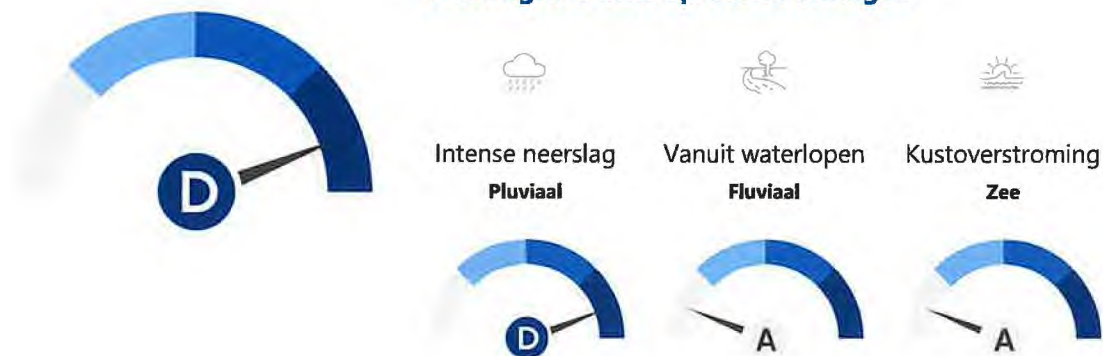 D
Intense neerslag
Pluviaal
Vanuit waterlopen
Fluviaal
Kustoverstroming
Zee
D
A
A